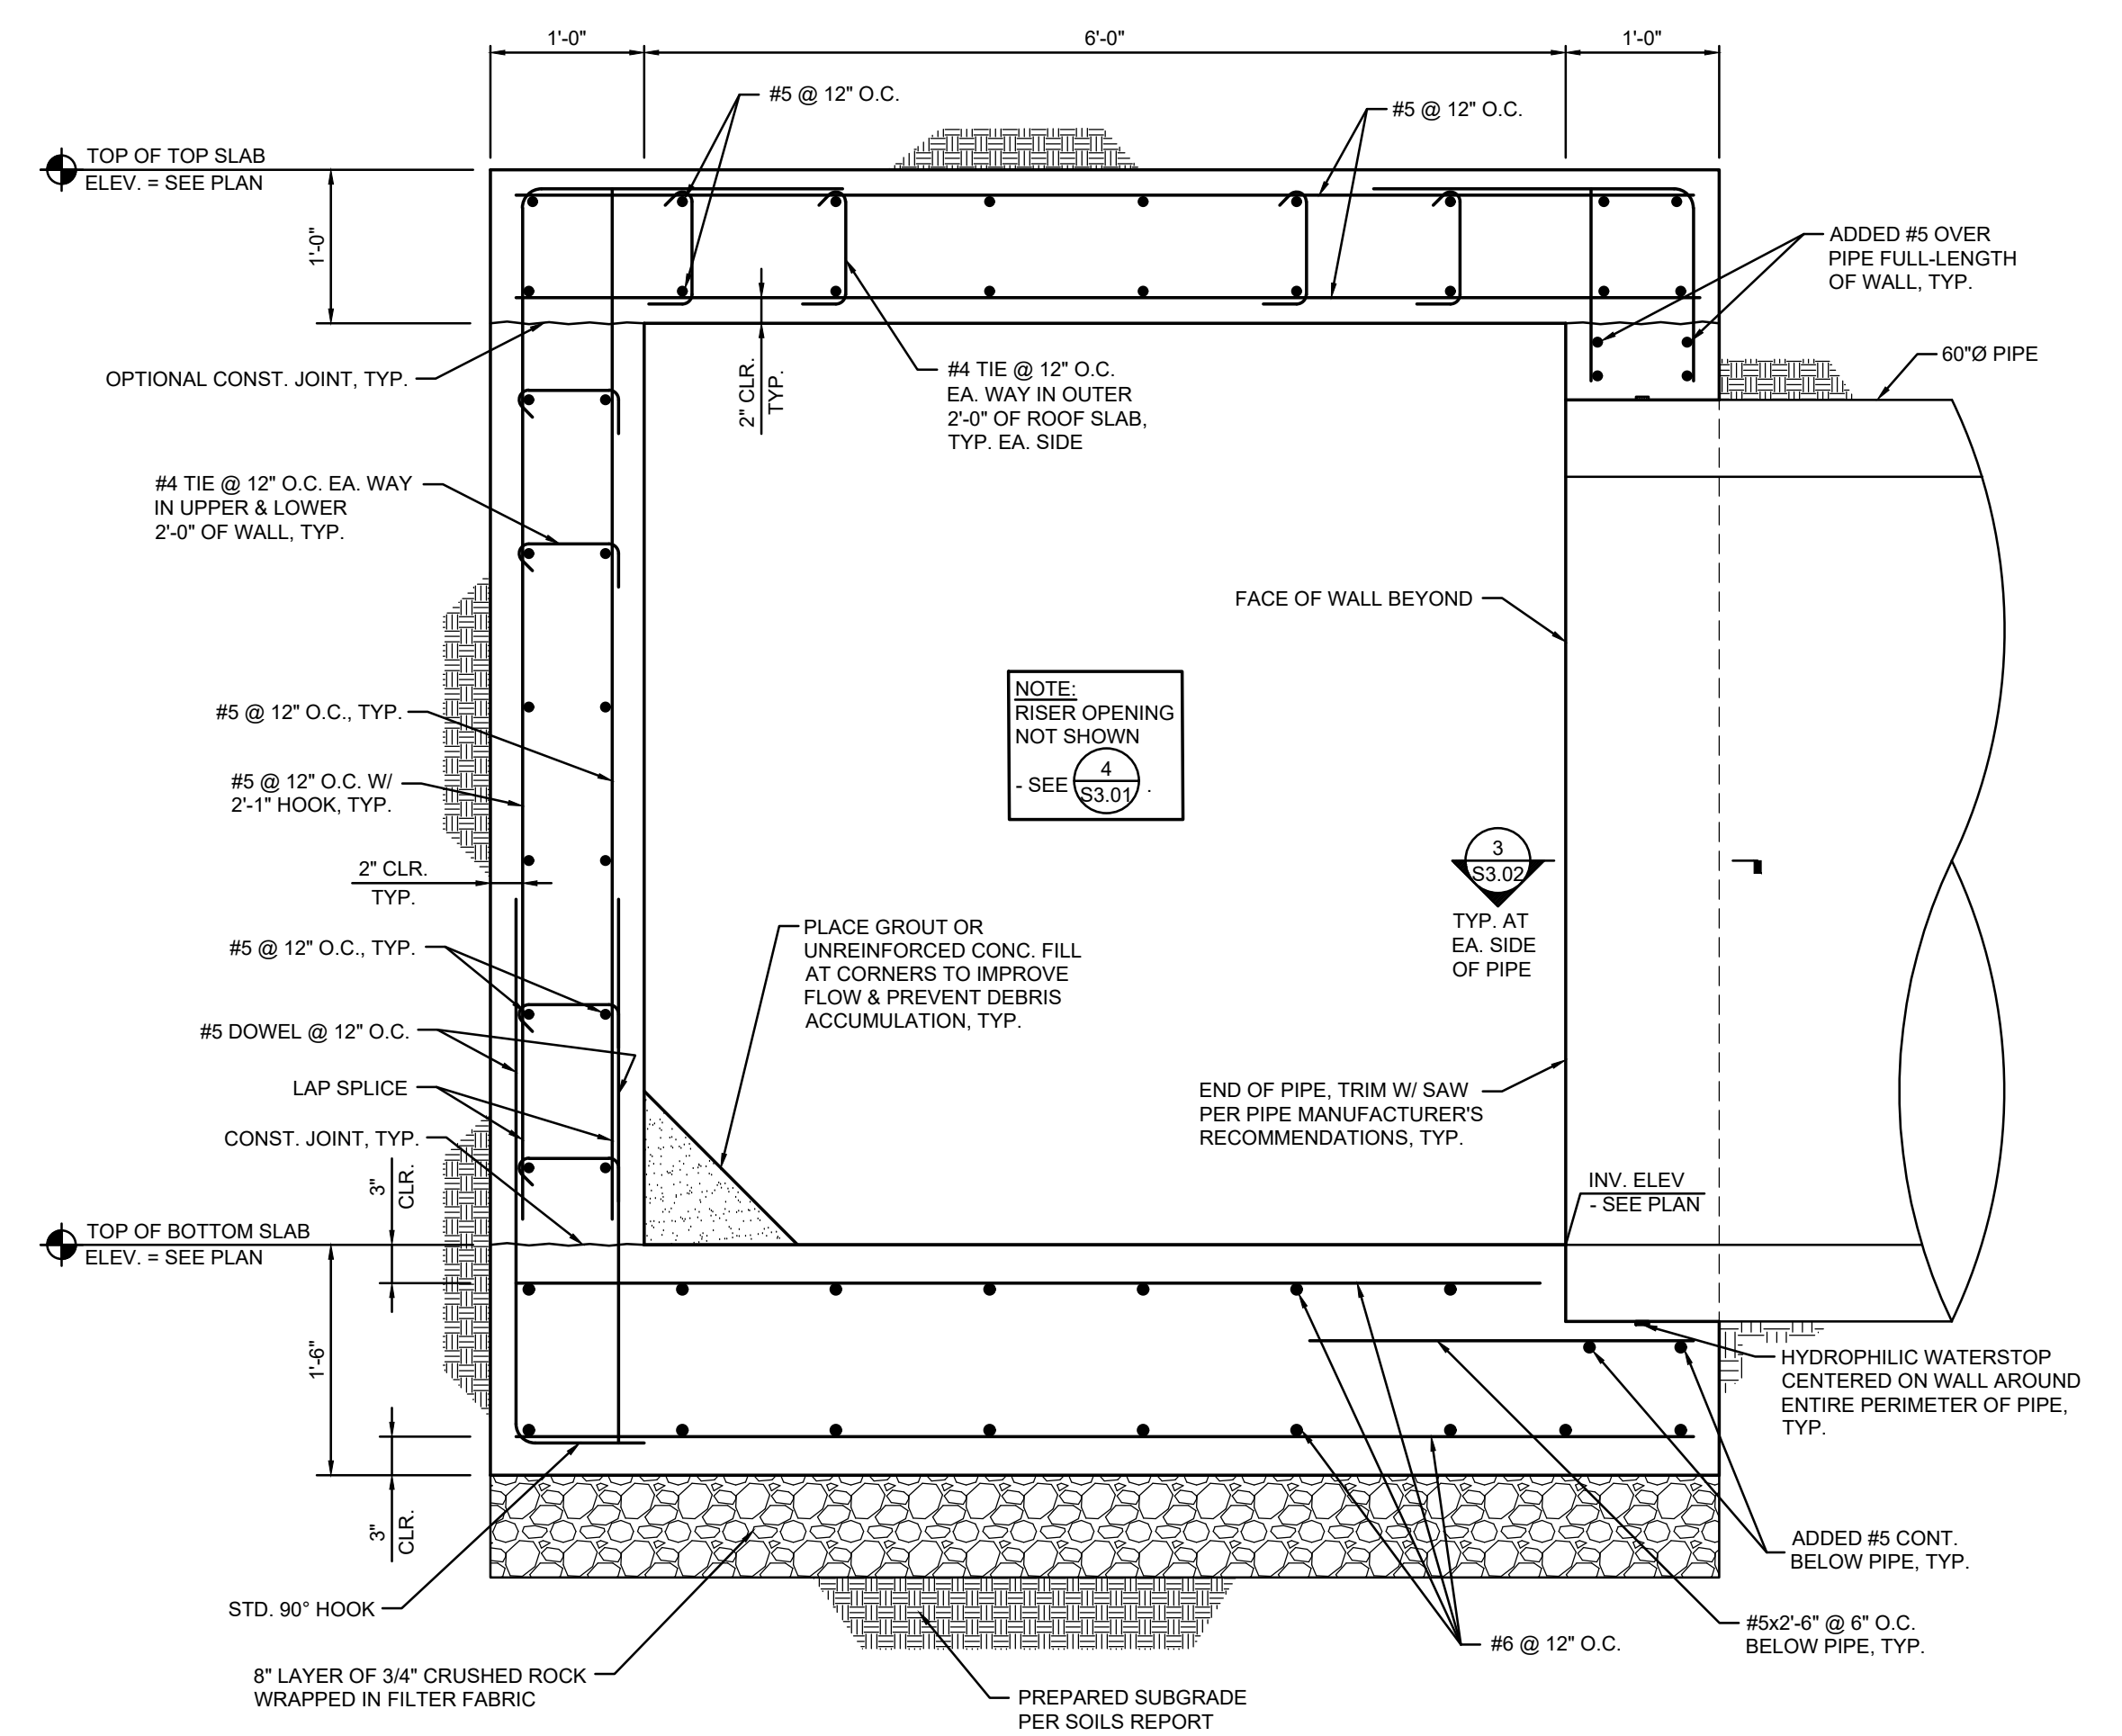 1'-0"
6'-0"
1'-0"
#5 @ 12" O.C.
#5 @ 12" O.C.
TOP OF TOP SLAB
ELEV. = SEE PLAN
1'-0"
ADDED #5 OVER
PIPE FULL-LENGTH
OF WALL, TYP.
60"Ø PIPE
OPTIONAL CONST. JOINT, TYP.
2" CLR.
TYP.
#4 TIE @ 12" O.C.
EA. WAY IN OUTER
2'-0" OF ROOF SLAB,
TYP. EA. SIDE
#4 TIE @ 12" O.C. EA. WAY
IN UPPER & LOWER
2'-0" OF WALL, TYP.
FACE OF WALL BEYOND
NOTE:
RISER OPENING
NOT SHOWN
- SEE 4
S3.01 .
#5 @ 12" O.C., TYP.
#5 @ 12" O.C. W/
2'-1" HOOK, TYP.
2" CLR.
TYP.
3
S3.02
TYP. AT
EA. SIDE
OF PIPE
PLACE GROUT OR
UNREINFORCED CONC. FILL
AT CORNERS TO IMPROVE
FLOW & PREVENT DEBRIS
ACCUMULATION, TYP.
#5 @ 12" O.C., TYP.
#5 DOWEL @ 12" O.C.
LAP SPLICE
CONST. JOINT, TYP.
END OF PIPE, TRIM W/ SAW
PER PIPE MANUFACTURER'S
RECOMMENDATIONS, TYP.
3"
CLR.
INV. ELEV
- SEE PLAN
TOP OF BOTTOM SLAB
ELEV. = SEE PLAN
1'-6"
HYDROPHILIC WATERSTOP
CENTERED ON WALL AROUND
ENTIRE PERIMETER OF PIPE,
TYP.
3"
CLR.
ADDED #5 CONT.
BELOW PIPE, TYP.
STD. 90° HOOK
#6 @ 12" O.C.
#5x2'-6" @ 6" O.C.
BELOW PIPE, TYP.
8" LAYER OF 3/4" CRUSHED ROCK
WRAPPED IN FILTER FABRIC
PREPARED SUBGRADE
PER SOILS REPORT